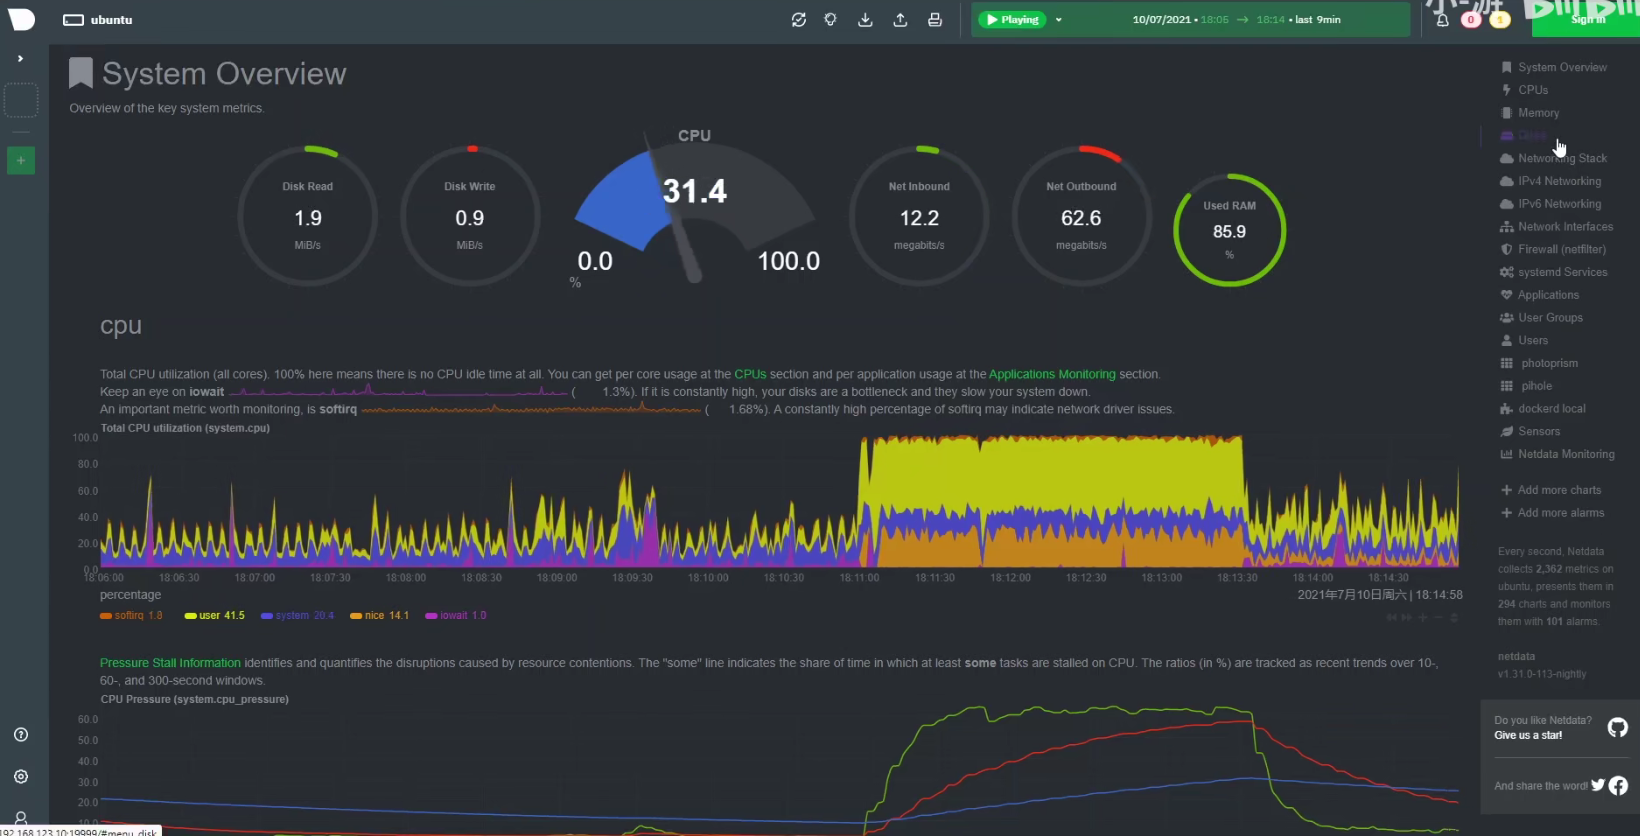 ubuntu
Playing
10/07/2021 • 18:05 → 18:14 • last 9min
0
1
Sign in
System Overview
Overview of the key system metrics.
Disk Read
1.9
MiB/s
Disk Write
0.9
MiB/s
CPU
31.4
0.0
100.0
%
Net Inbound
12.2
megabits/s
Net Outbound
62.6
megabits/s
Used RAM
85.9
%
cpu
Total CPU utilization (all cores). 100% here means there is no CPU idle time at all. You can get per core usage at the CPUs section and per application usage at the Applications Monitoring section.
Keep an eye on iowait ( 1.3%). If it is constantly high, your disks are a bottleneck and they slow your system down.
An important metric worth monitoring, is softirq ( 1.68%). A constantly high percentage of softirq may indicate network driver issues.
Total CPU utilization (system.cpu)
100.0
80.0
60.0
40.0
20.0
0.0
18:06:00 18:06:30 18:07:00 18:07:30 18:08:00 18:08:30 18:09:00 18:09:30 18:10:00 18:10:30 18:11:00 18:11:30 18:12:00 18:12:30 18:13:00 18:13:30 18:14:00 18:14:30
percentage
2021年7月10日周六 | 18:14:58
softirq 1.8 user 41.5 system 20.4 nice 14.1 iowait 1.0
Pressure Stall Information identifies and quantifies the disruptions caused by resource contentions. The "some" line indicates the share of time in which at least some tasks are stalled on CPU. The ratios (in %) are tracked as recent trends over 10-,
60-, and 300-second windows.
CPU Pressure (system.cpu_pressure)
60.0
50.0
40.0
30.0
20.0
10.0
System Overview
CPUs
Memory
Disks
Networking Stack
IPv4 Networking
IPv6 Networking
Network Interfaces
Firewall (netfilter)
systemd Services
Applications
User Groups
Users
photoprism
pihole
dockerd local
Sensors
Netdata Monitoring
Add more charts
Add more alarms
Every second, Netdata
collects 2,362 metrics on
ubuntu, presents them in
294 charts and monitors
them with 101 alarms.
netdata
v1.31.0-113-nightly
Do you like Netdata?
Give us a star!
And share the word!
192.168.123.10:19999/#menu_disk